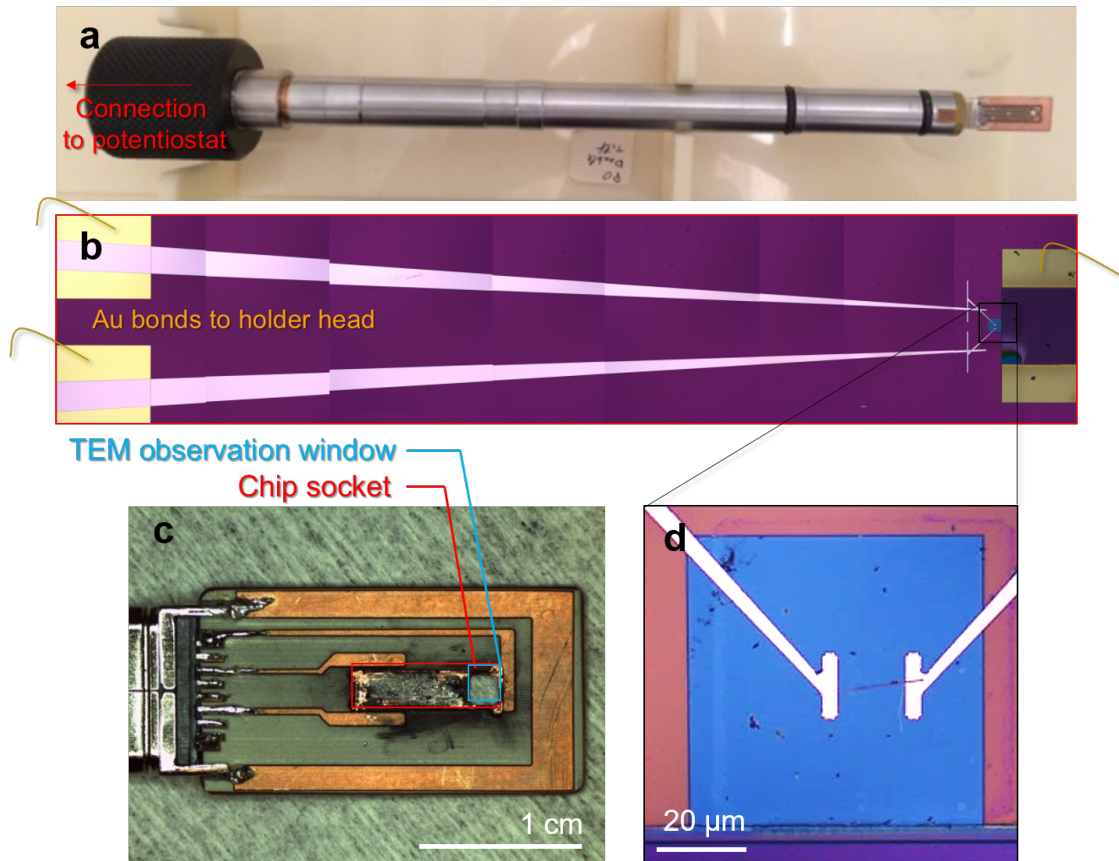 a
Connection
to potentiostat
b
Au bonds to holder head
TEM observation window
Chip socket
c
1 cm
d
20 μm